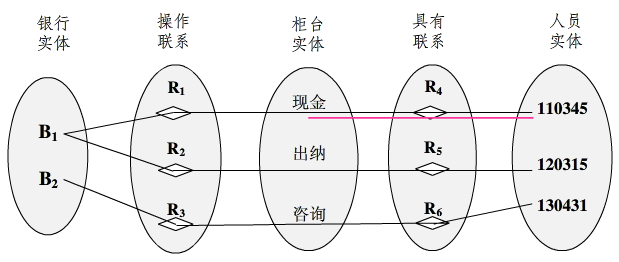 银行 操作 柜台 具有 人员
实体 联系 实体 联系 实体
R1 R4
现金 110345
B1
R2 出纳 R5
120315
B2
R3 咨询 R6 130431